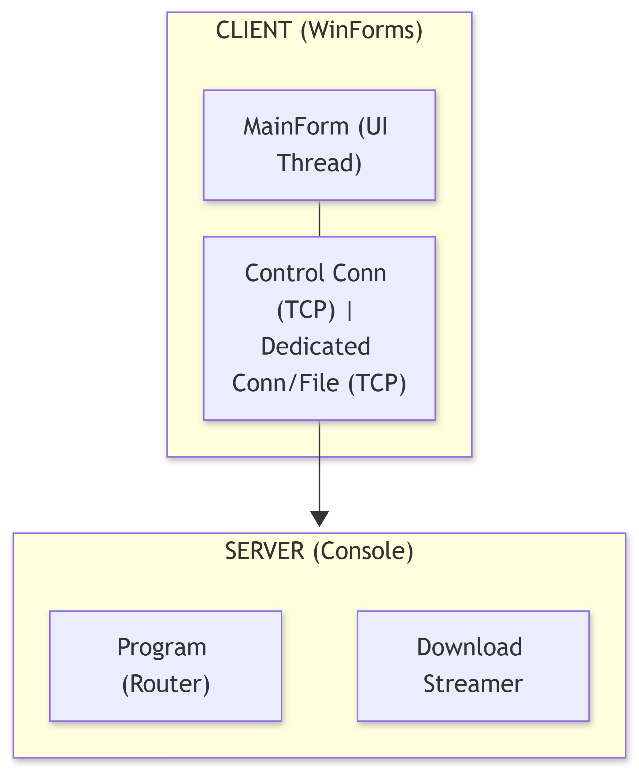 CLIENT (WinForms)
MainForm (UI
Thread)
Control Conn
(TCP) |
Dedicated
Conn/File (TCP)
SERVER (Console)
Program
(Router)
Download
Streamer